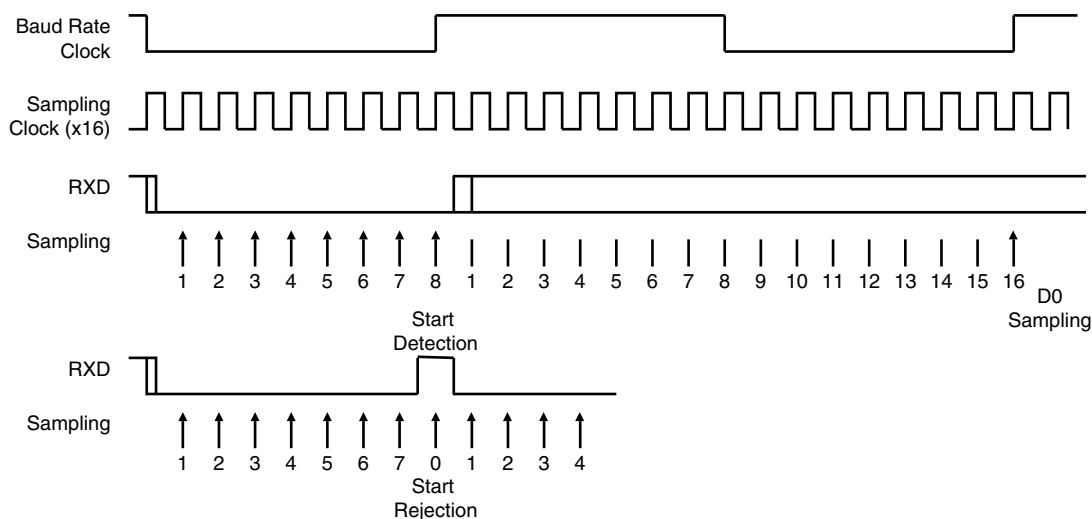 Baud Rate
Clock
Sampling
Clock (x16)
RXD
Sampling
1 2 3 4 5 6 7 8 1 2 3 4 5 6 7 8 9 10 11 12 13 14 15 16
D0
Sampling
Start
Detection
RXD
Sampling
1 2 3 4 5 6 7 0 1 2 3 4
Start
Rejection